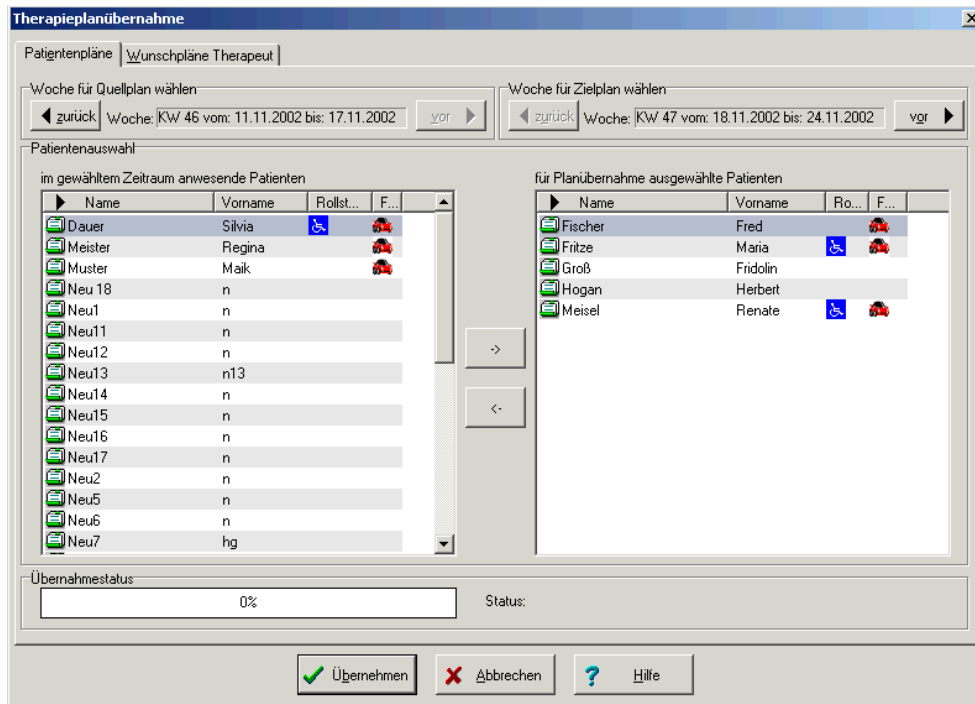 Therapieplanübernahme
Patientenpläne Wunschpläne Therapeut
Woche für Quellplan wählen
zurück Woche: KW 46 vom: 11.11.2002 bis: 17.11.2002 vor
Woche für Zielplan wählen
zurück Woche: KW 47 vom: 18.11.2002 bis: 24.11.2002 vor
Patientenauswahl
im gewähltem Zeitraum anwesende Patienten
Name Vorname Rollst... F...
Dauer Silvia
Meister Regina
Muster Maik
Neu 18 n
Neu1 n
Neu11 n
Neu12 n
Neu13 n13
Neu14 n
Neu15 n
Neu16 n
Neu17 n
Neu2 n
Neu5 n
Neu6 n
Neu7 hg
->
<-
für Planübernahme ausgewählte Patienten
Name Vorname Ro... F...
Fischer Fred
Fritze Maria
Groß Fridolin
Hogan Herbert
Meisel Renate
Übernahmestatus
0% Status:
Übernehmen Abbrechen ? Hilfe